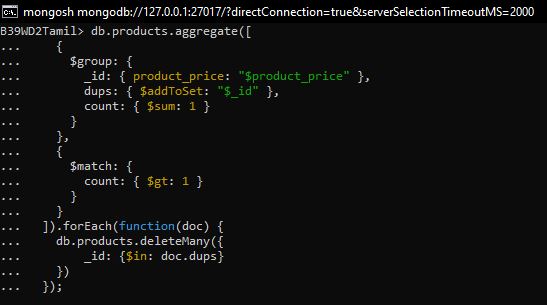 mongosh mongodb://127.0.0.1:27017/?directConnection=true&serverSelectionTimeoutMS=2000
B39WD2Tamil> db.products.aggregate([
...     {
...       $group: {
...         _id: { product_price: "$product_price" },
...         dups: { $addToSet: "$_id" },
...         count: { $sum: 1 }
...       }
...     },
...     {
...       $match: {
...         count: { $gt: 1 }
...       }
...     }
...   ]).forEach(function(doc) {
...     db.products.deleteMany({
...         _id: {$in: doc.dups}
...     })
...   });